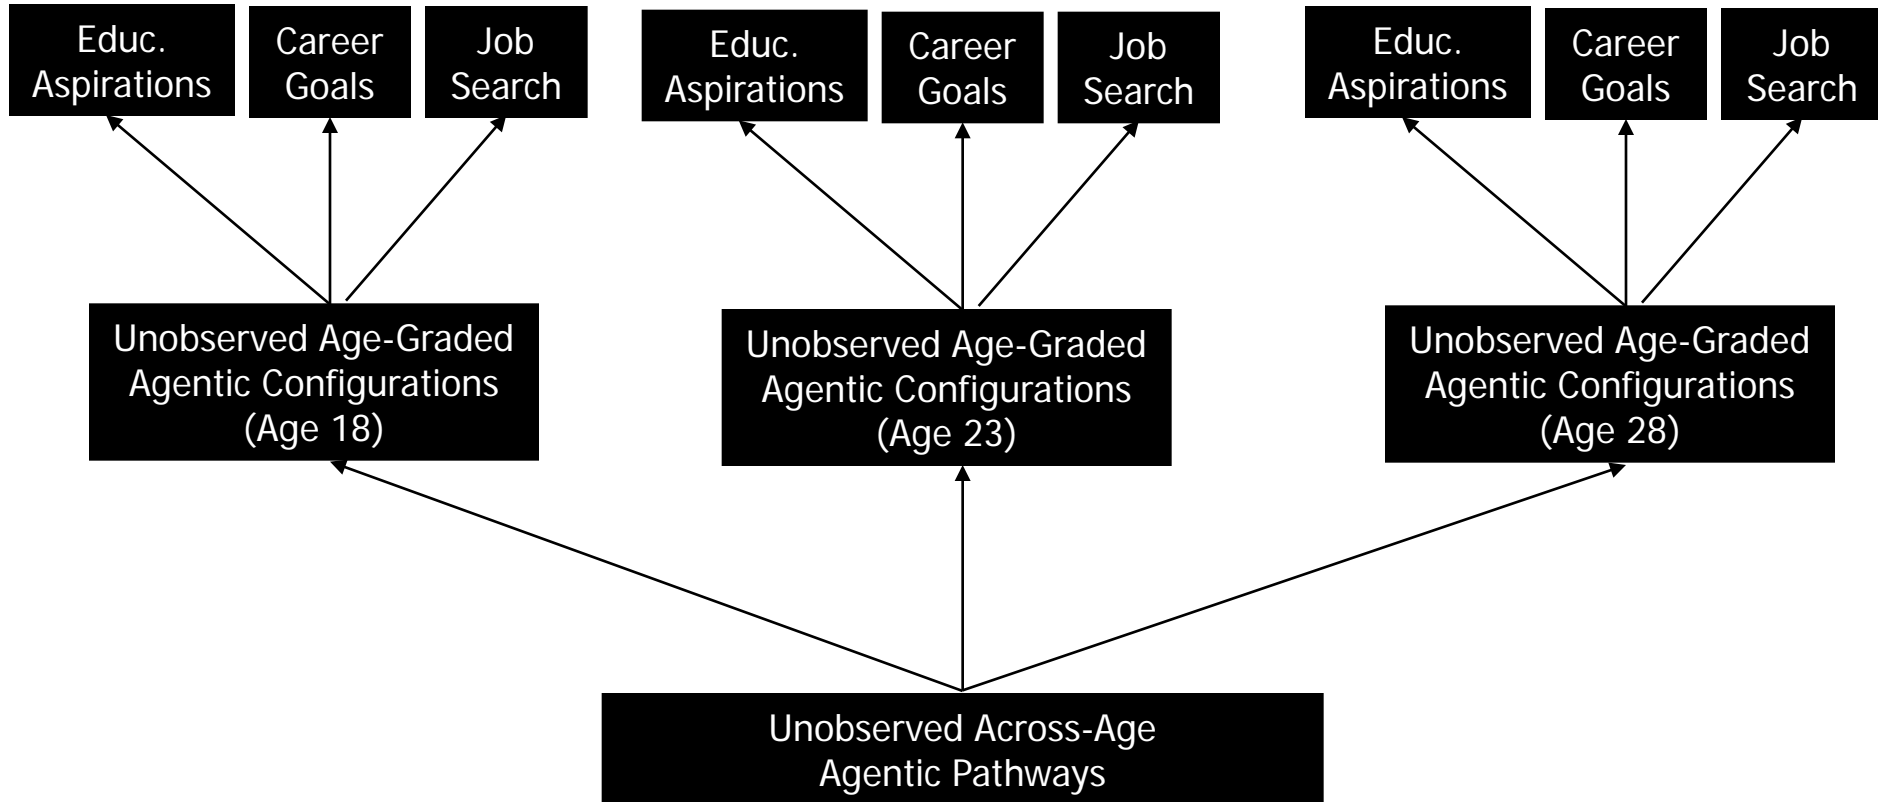 Educ.
Aspirations
Career
Goals
Job
Search
Educ.
Aspirations
Career
Goals
Job
Search
Educ.
Aspirations
Career
Goals
Job
Search
Unobserved Age-Graded
Agentic Configurations
(Age 18)
Unobserved Age-Graded
Agentic Configurations
(Age 23)
Unobserved Age-Graded
Agentic Configurations
(Age 28)
Unobserved Across-Age
Agentic Pathways